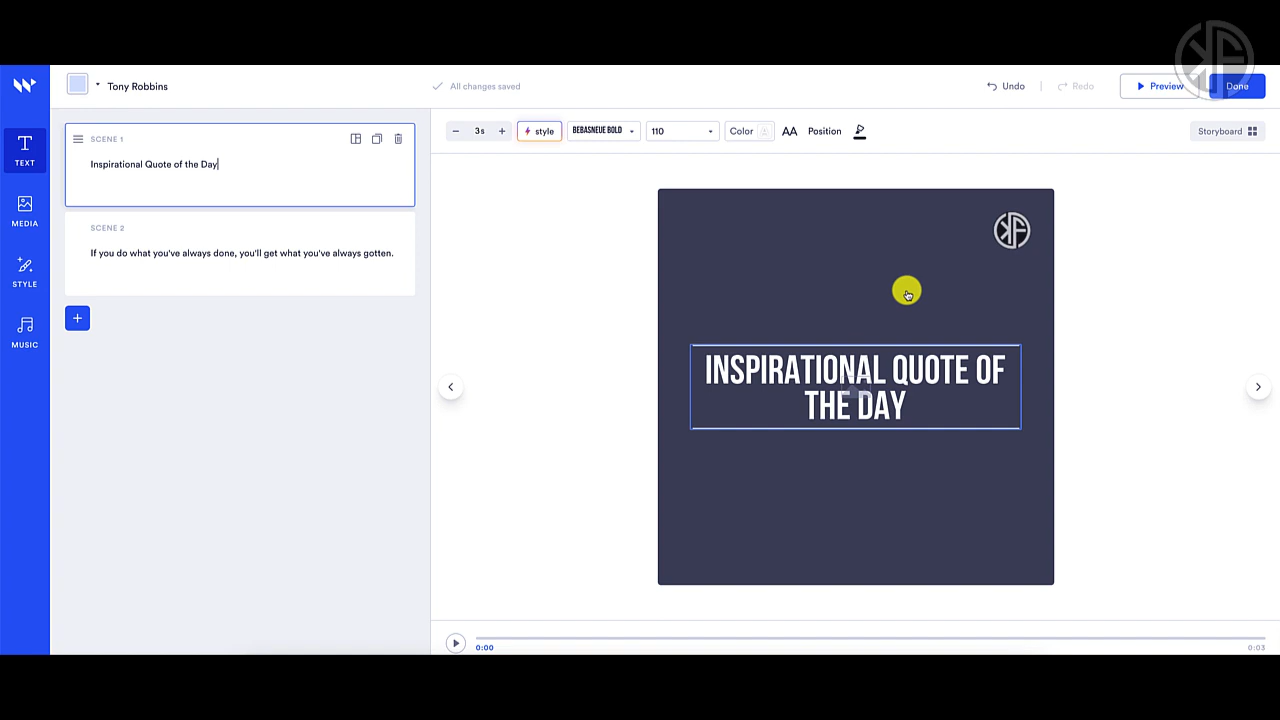 Tony Robbins
All changes saved
Undo
Redo
Preview
Done
TEXT
MEDIA
STYLE
MUSIC
SCENE 1
Inspirational Quote of the Day
SCENE 2
If you do what you've always done, you'll get what you've always gotten.
3s
style
BEBASNEUE BOLD
110
Color
AA
Position
Storyboard
INSPIRATIONAL QUOTE OF
THE DAY
0:00
0:03